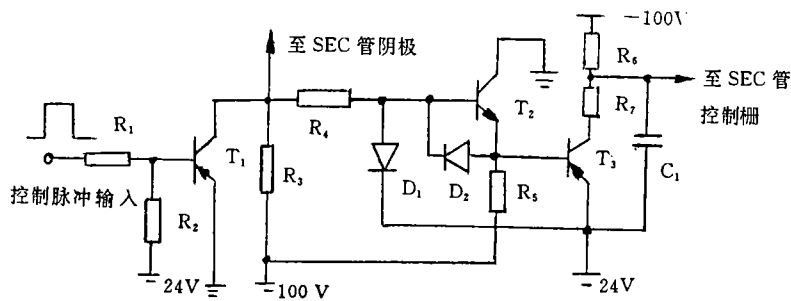 -100V
至 SEC 管阴极
R₆
至 SEC 管
控制栅
R₁
R₄
T₂
R₇
T₁
R₃
D₁
D₂
T₃
C₁
控制脉冲输入
R₂
R₅
-24V
-100 V
-24V